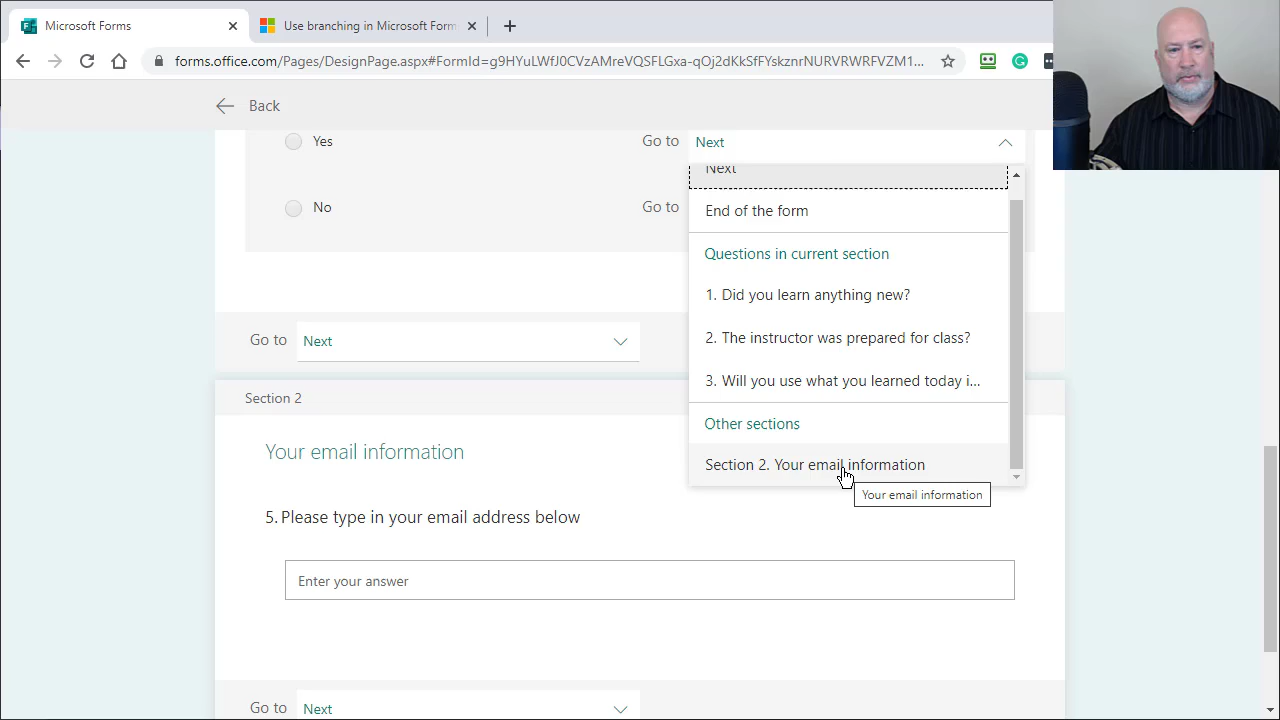 Microsoft Forms
Use branching in Microsoft Form
forms.office.com/Pages/DesignPage.aspx#FormId=g9HYuLWfJ0CVzAMreVQSFLGxa-qOj2dKkSfFYskznrNURVRWRFVZM1...
Back
Yes
Go to
Next
Next
No
Go to
End of the form
Questions in current section
1. Did you learn anything new?
2. The instructor was prepared for class?
3. Will you use what you learned today i...
Other sections
Section 2. Your email information
Your email information
Go to
Next
Section 2
Your email information
5. Please type in your email address below
Enter your answer
Go to
Next